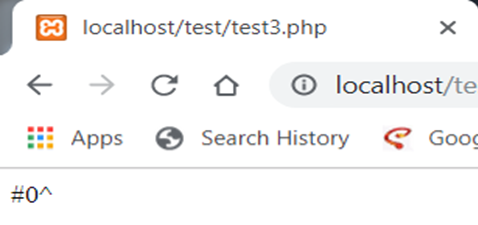 localhost/test/test3.php
localhost/te
Apps Search History Goog
#0^